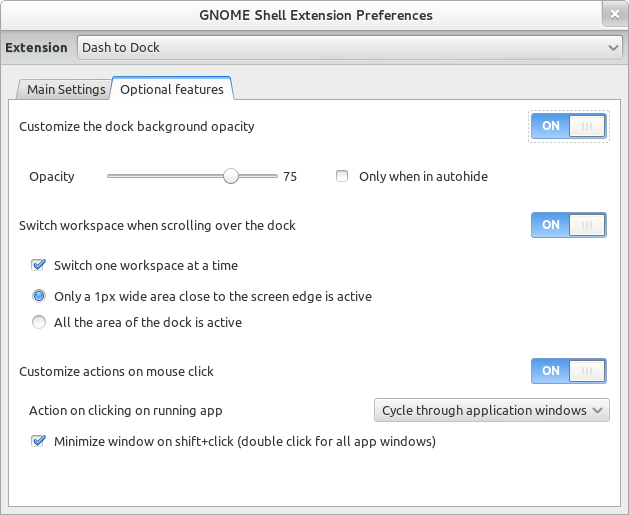 GNOME Shell Extension Preferences
Extension Dash to Dock
Main Settings Optional features
Customize the dock background opacity ON
Opacity 75 Only when in autohide
Switch workspace when scrolling over the dock ON
Switch one workspace at a time
Only a 1px wide area close to the screen edge is active
All the area of the dock is active
Customize actions on mouse click ON
Action on clicking on running app Cycle through application windows
Minimize window on shift+click (double click for all app windows)